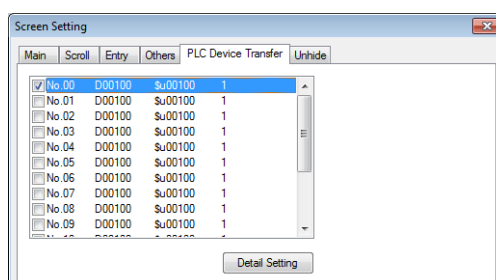 Screen Setting
Main Scroll Entry Others PLC Device Transfer Unhide
No.00 D00100 $u00100 1
No.01 D00100 $u00100 1
No.02 D00100 $u00100 1
No.03 D00100 $u00100 1
No.04 D00100 $u00100 1
No.05 D00100 $u00100 1
No.06 D00100 $u00100 1
No.07 D00100 $u00100 1
No.08 D00100 $u00100 1
No.09 D00100 $u00100 1
Detail Setting